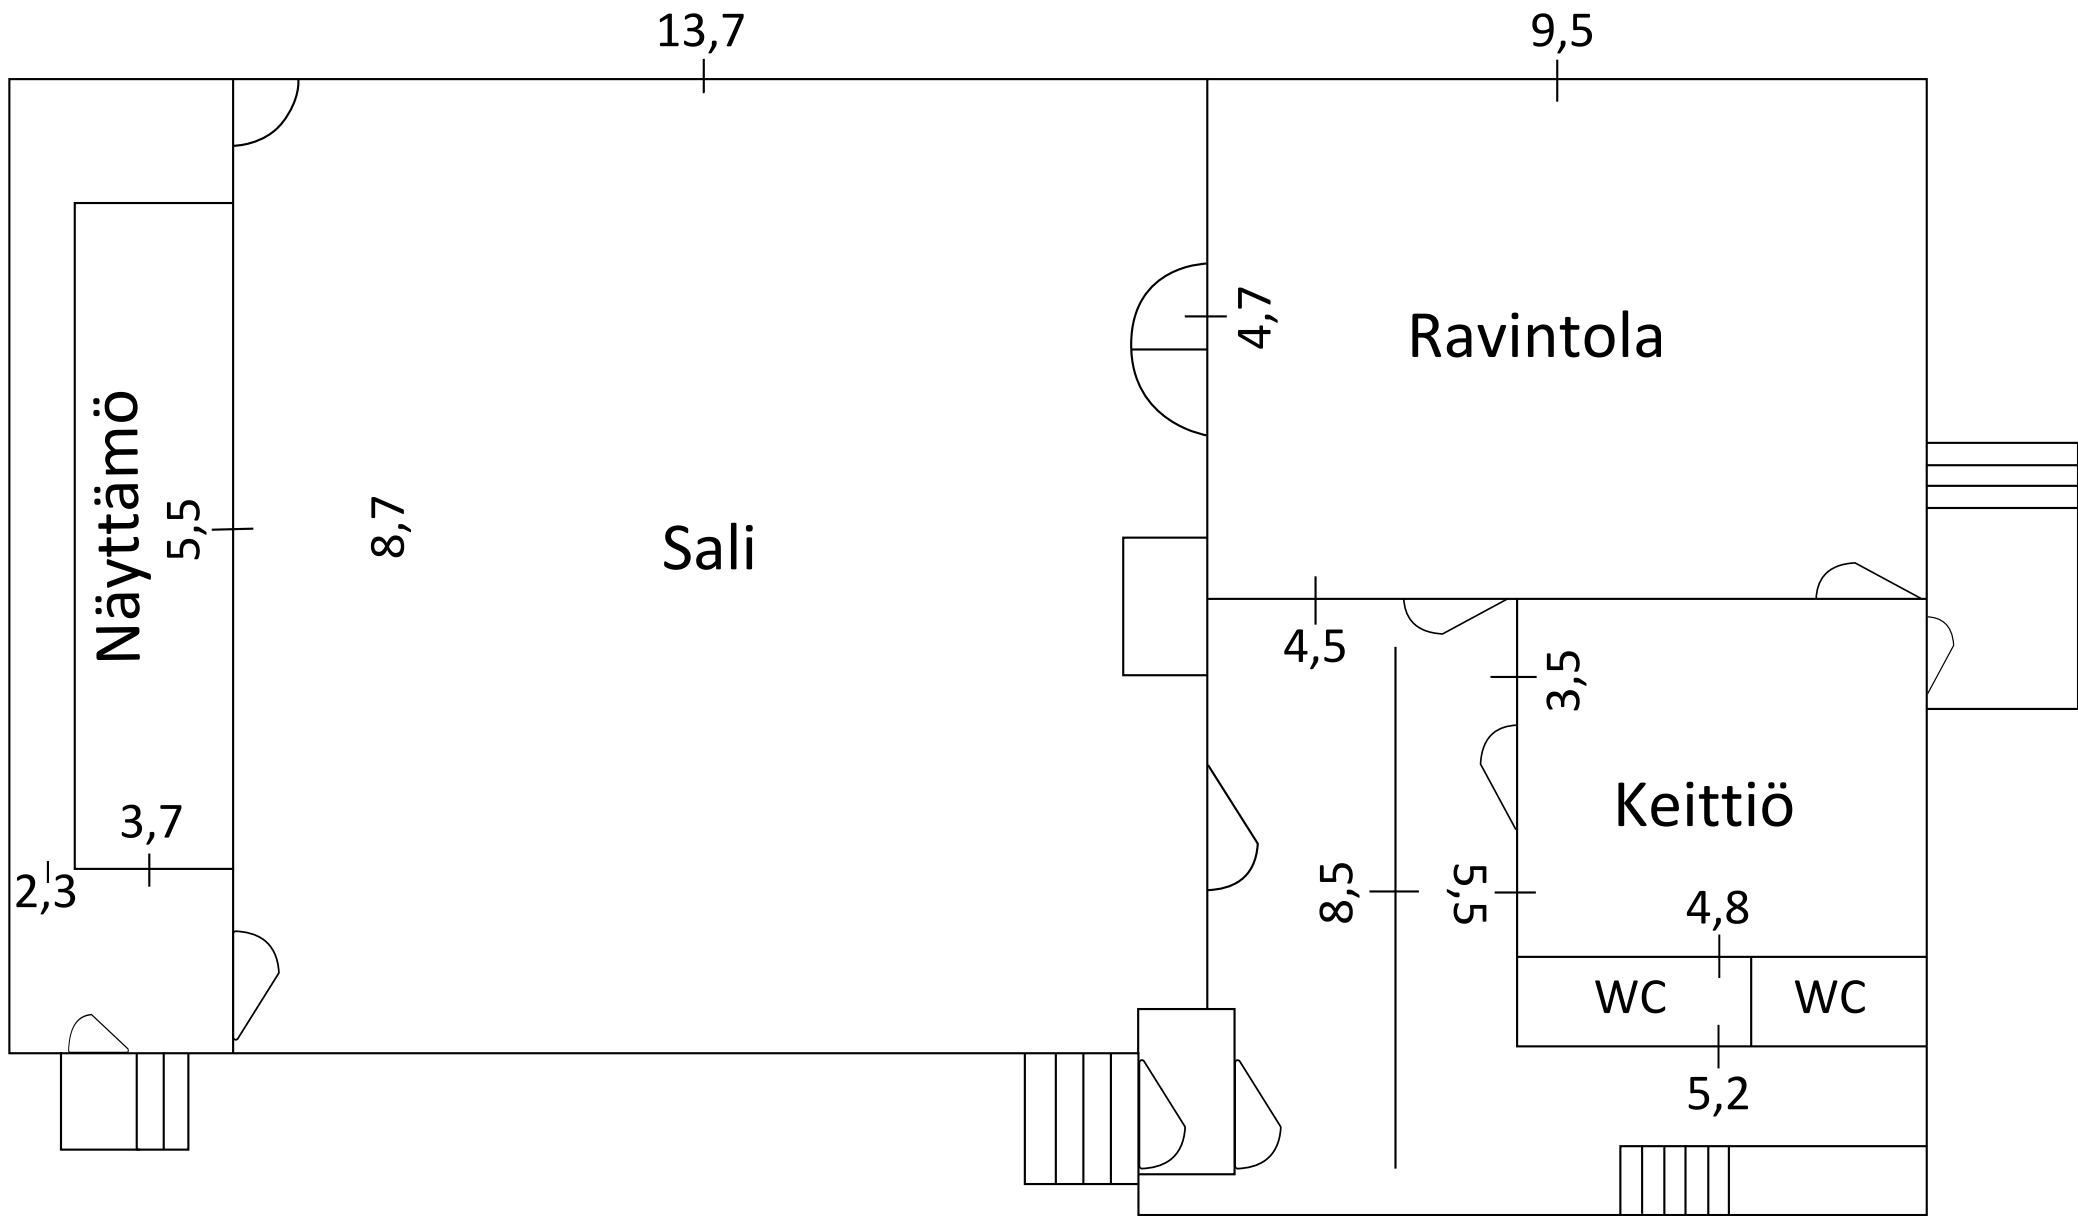 13,7
9,5
4,7
Ravintola
Näyttämö
5,5
8,7
Sali
4,5
3,5
3,7
2,3
Keittiö
8,5
5,5
4,8
WC
WC
5,2